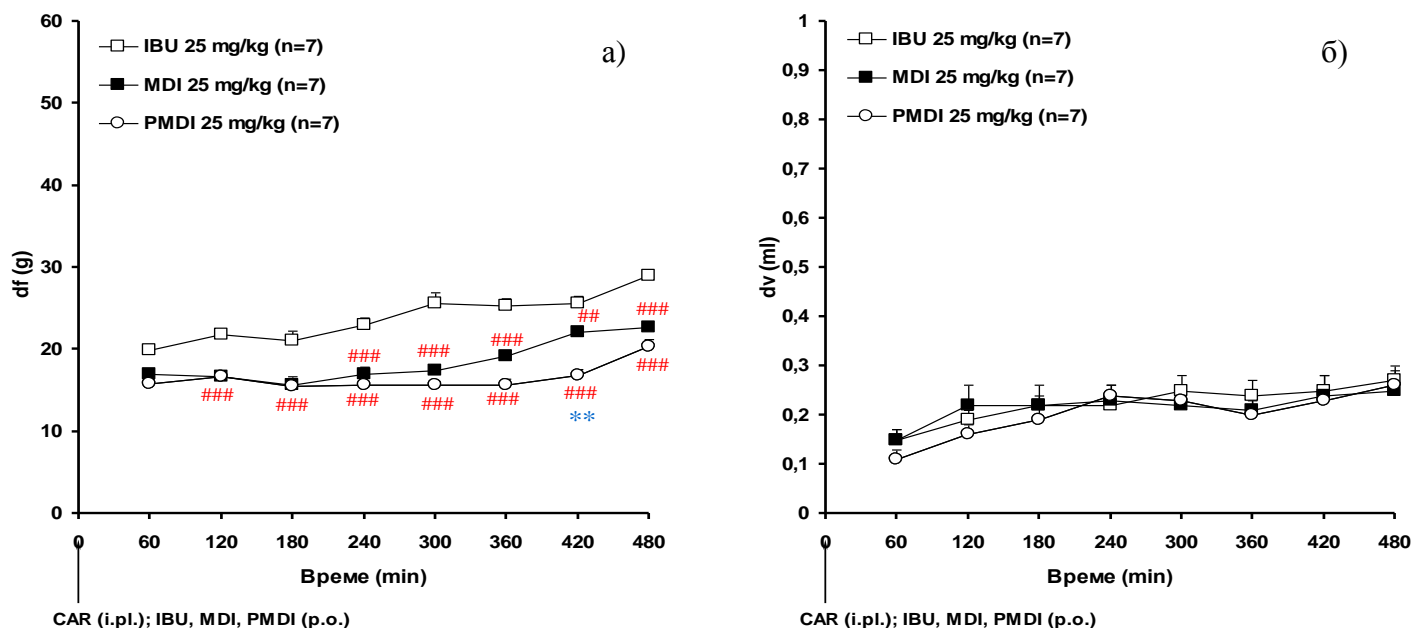 60
50
40
30
20
10
0
df (g)
IBU 25 mg/kg (n=7)
MDI 25 mg/kg (n=7)
PMDI 25 mg/kg (n=7)
а)
###
##
###
###
###
###
###
###
###
###
###
###
**
0 60 120 180 240 300 360 420 480
Време (min)
CAR (i.pl.); IBU, MDI, PMDI (p.o.)
1
0,9
0,8
0,7
0,6
0,5
0,4
0,3
0,2
0,1
0
dv (ml)
IBU 25 mg/kg (n=7)
MDI 25 mg/kg (n=7)
PMDI 25 mg/kg (n=7)
б)
0 60 120 180 240 300 360 420 480
Време (min)
CAR (i.pl.); IBU, MDI, PMDI (p.o.)